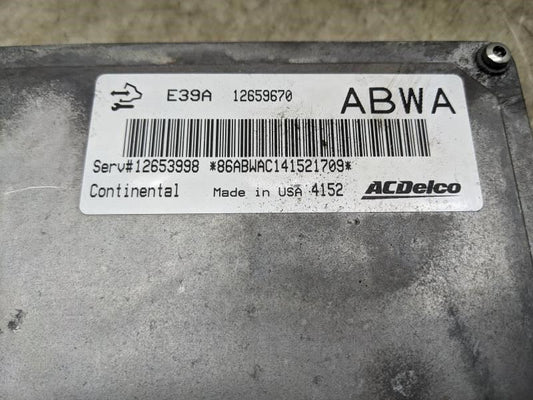 E39A 12659670 ABWA
Serv#12653998 *86ABWAC141521709*
Continental Made in USA 4152 ACDelco